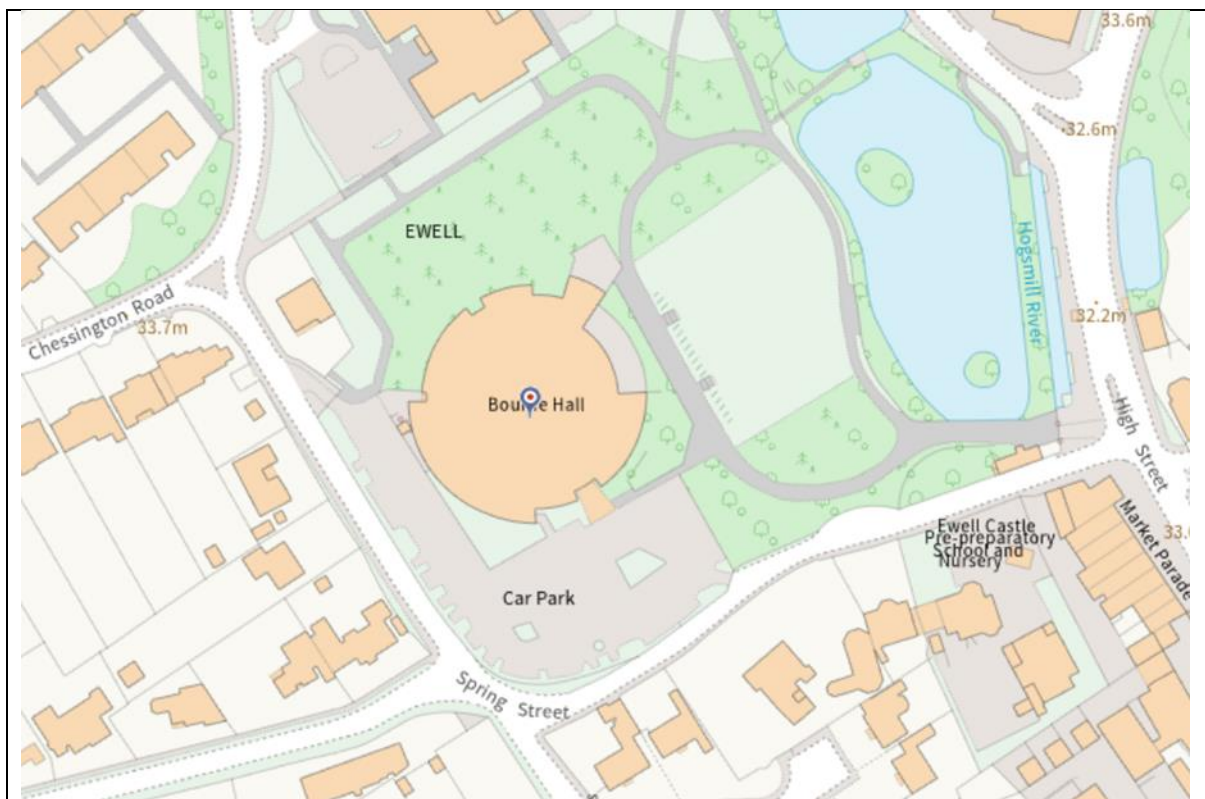 33.6m
32.6m
EWELL
Hogsmill River
Chessington Road
33.7m
32.2m
Bourne Hall
High Street
Market Parade
Ewell Castle
Pre-preparatory
School and
Nursery
Car Park
Spring Street